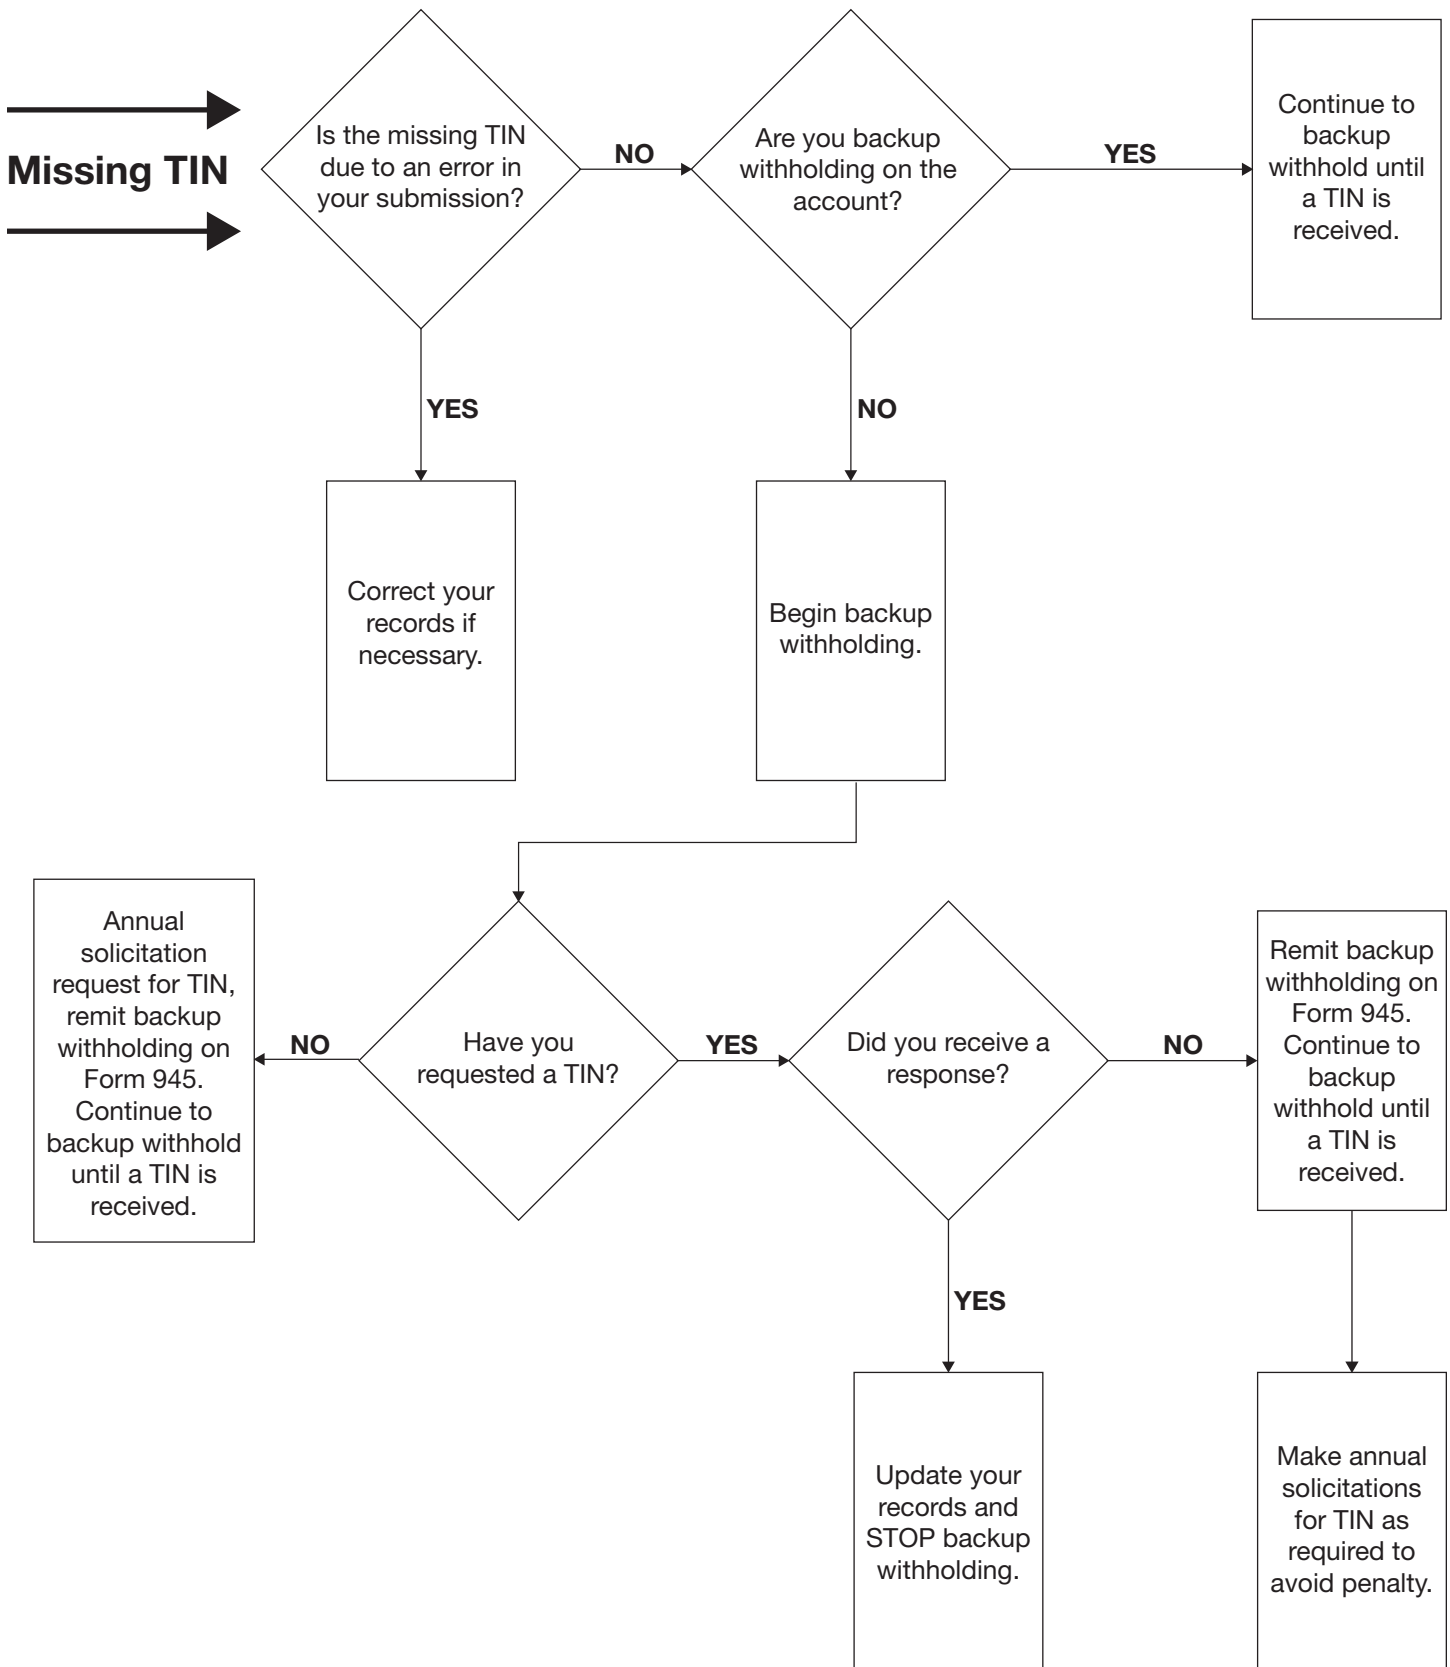 Missing TIN
Is the missing TIN
due to an error in
your submission?
NO
Are you backup
withholding on the
account?
YES
Continue to
backup
withhold until
a TIN is
received.
YES
NO
Correct your
records if
necessary.
Begin backup
withholding.
Annual
solicitation
request for TIN,
remit backup
withholding on
Form 945.
Continue to
backup withhold
until a TIN is
received.
NO
Have you
requested a TIN?
YES
Did you receive a
response?
NO
Remit backup
withholding on
Form 945.
Continue to
backup
withhold until
a TIN is
received.
YES
Update your
records and
STOP backup
withholding.
Make annual
solicitations
for TIN as
required to
avoid penalty.